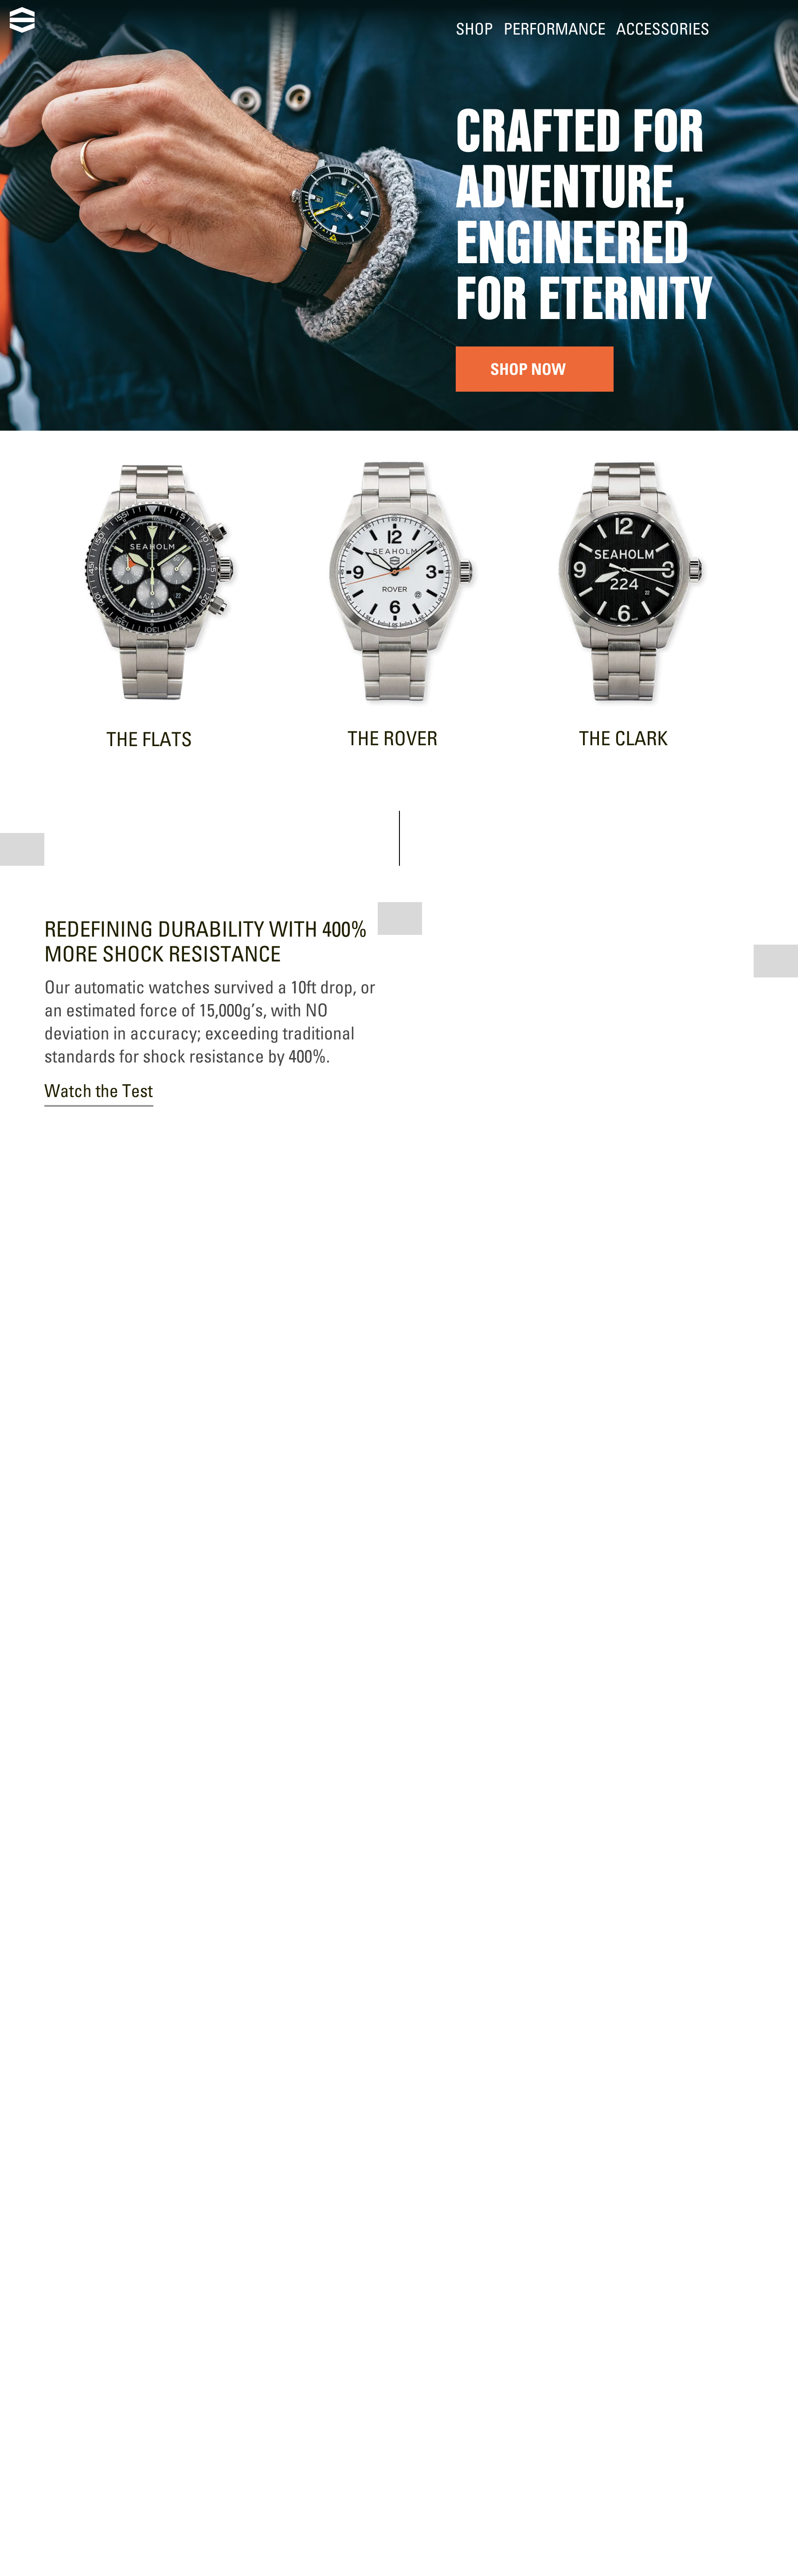 SHOP PERFORMANCE ACCESSORIES
CRAFTED FOR
ADVENTURE,
ENGINEERED
FOR ETERNITY
SHOP NOW
SEAHOLM
12
SEAHOLM
9 3
ROVER
6
12
SEAHOLM
9 3
224
6
THE FLATS
THE ROVER
THE CLARK
REDEFINING DURABILITY WITH 400%
MORE SHOCK RESISTANCE
Our automatic watches survived a 10ft drop, or
an estimated force of 15,000g’s, with NO
deviation in accuracy; exceeding traditional
standards for shock resistance by 400%.
Watch the Test